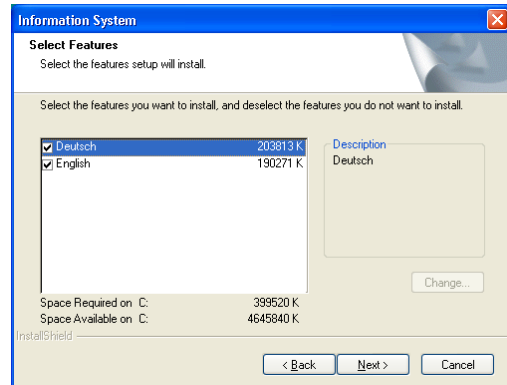 Information System
Select Features
Select the features setup will install.
Select the features you want to install, and deselect the features you do not want to install.
Deutsch 203813 K
English 190271 K
Description
Deutsch
Change...
Space Required on C: 399520 K
Space Available on C: 4645840 K
InstallShield
< Back Next > Cancel